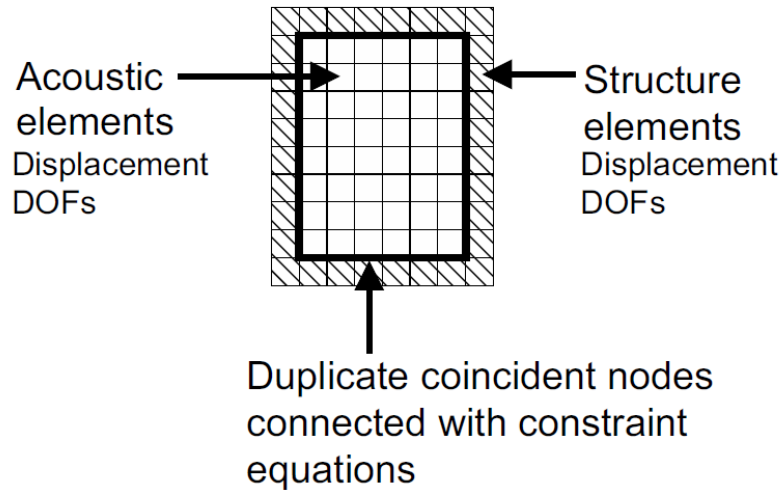 Acoustic
elements
Displacement
DOFs
Structure
elements
Displacement
DOFs
Duplicate coincident nodes
connected with constraint
equations